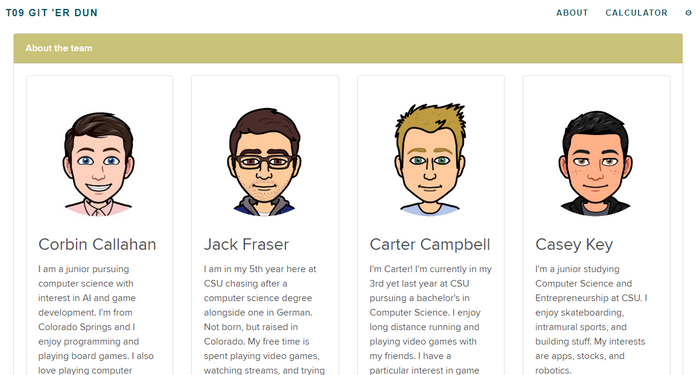 T09 GIT 'ER DUN
ABOUT CALCULATOR
About the team
Corbin Callahan
I am a junior pursuing
computer science with
interest in AI and game
development. I'm from
Colorado Springs and I
enjoy programming and
playing board games. I also
love playing computer
Jack Fraser
I am in my 5th year here at
CSU chasing after a
computer science degree
alongside one in German.
Not born, but raised in
Colorado. My free time is
spent playing video games,
watching streams, and trying
Carter Campbell
I'm Carter! I'm currently in my
3rd yet last year at CSU
pursuing a bachelor's in
Computer Science. I enjoy
long distance running and
playing video games with
my friends. I have a
particular interest in game
Casey Key
I'm a junior studying
Computer Science and
Entrepreneurship at CSU. I
enjoy skateboarding,
intramural sports, and
building stuff. My interests
are apps, stocks, and
robotics.